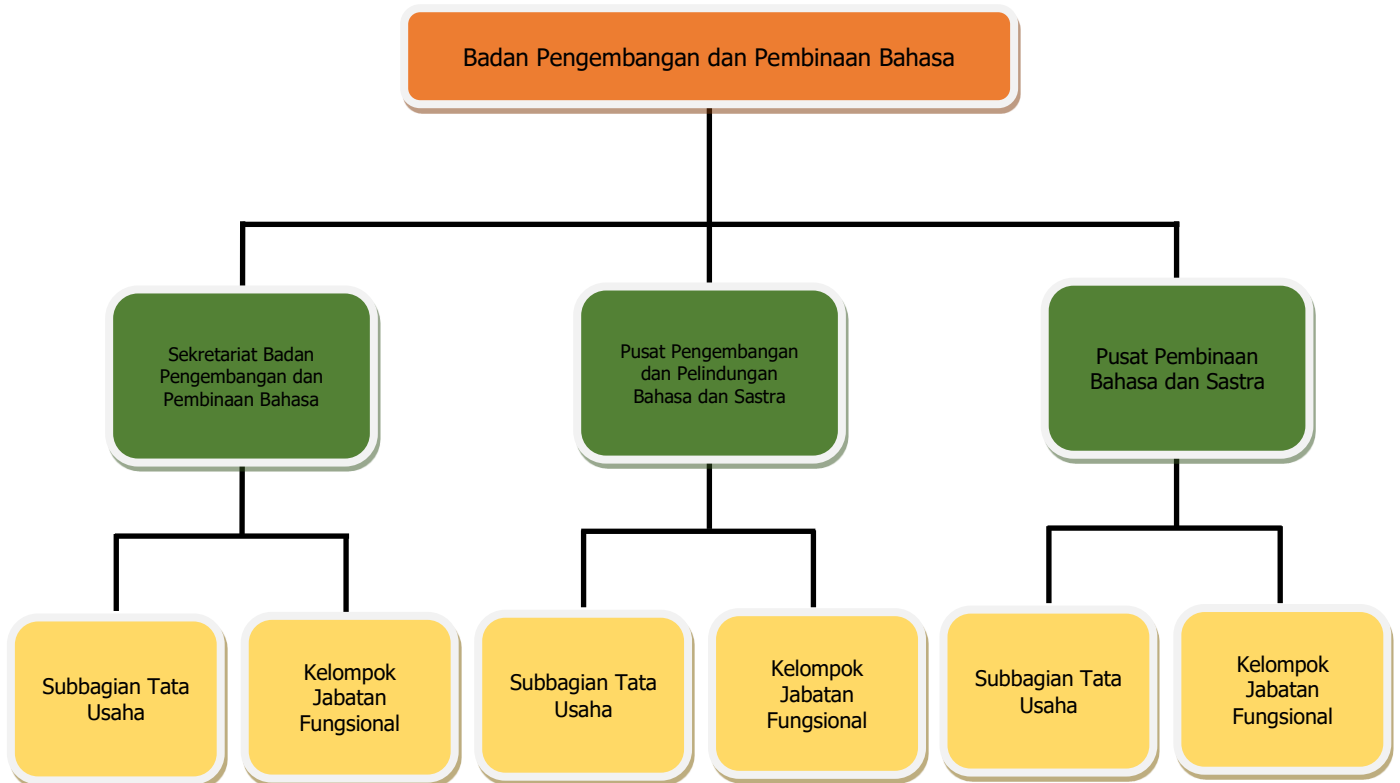 Badan Pengembangan dan Pembinaan Bahasa
Sekretariat Badan
Pengembangan dan
Pembinaan Bahasa
Pusat Pengembangan
dan Pelindungan
Bahasa dan Sastra
Pusat Pembinaan
Bahasa dan Sastra
Subbagian Tata
Usaha
Kelompok
Jabatan
Fungsional
Subbagian Tata
Usaha
Kelompok
Jabatan
Fungsional
Subbagian Tata
Usaha
Kelompok
Jabatan
Fungsional